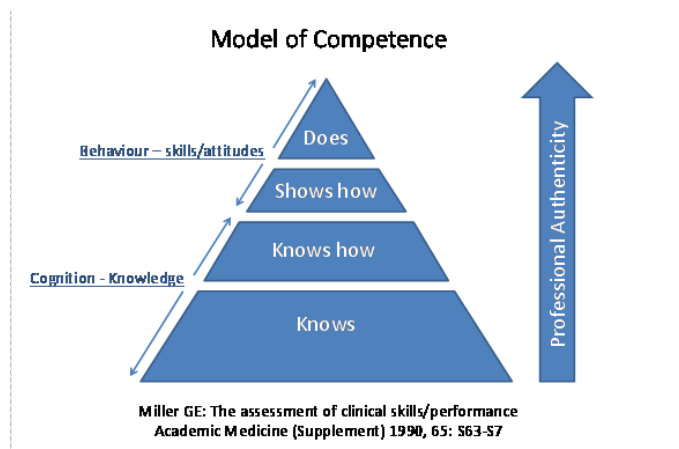 Model of Competence
Does
Behaviour – skills/attitudes
Shows how
Knows how
Cognition - Knowledge
Knows
Professional Authenticity
Miller GE: The assessment of clinical skills/performance
Academic Medicine (Supplement) 1990, 65: S63-S7